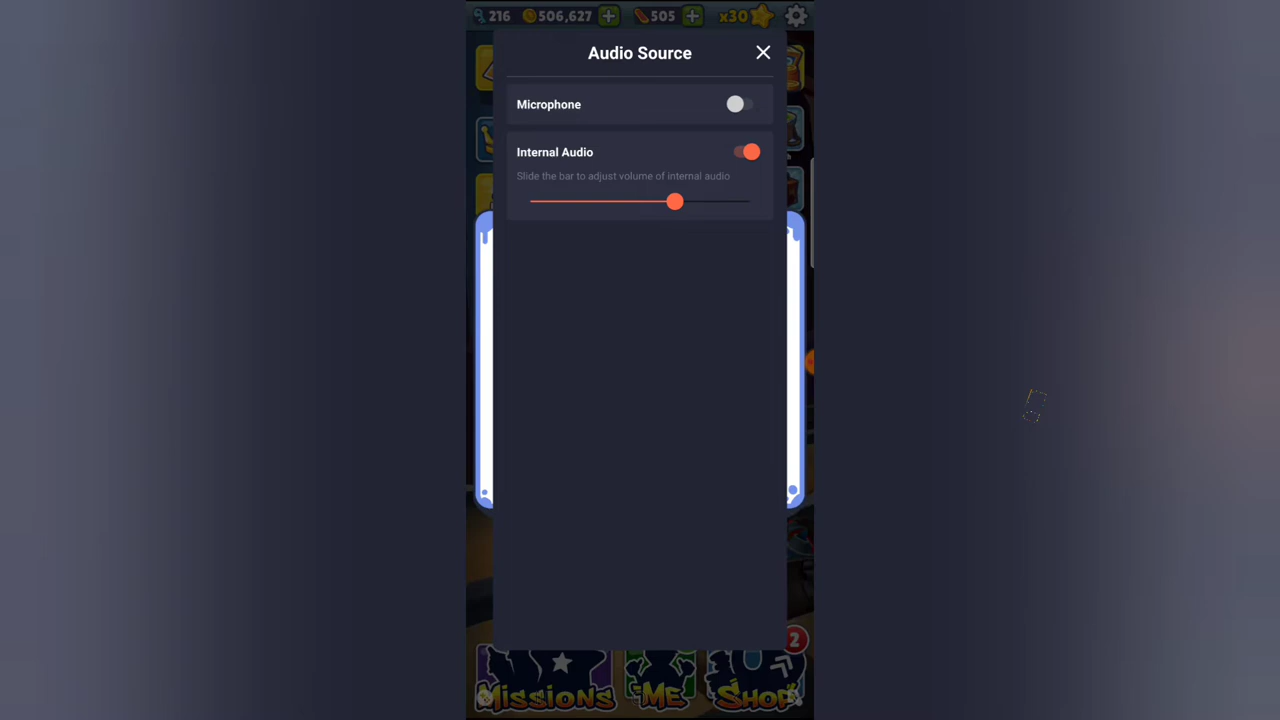 216 506,627 505 x30
Audio Source
Microphone
Internal Audio
Slide the bar to adjust volume of internal audio
2
MISSIONS ME SHOP